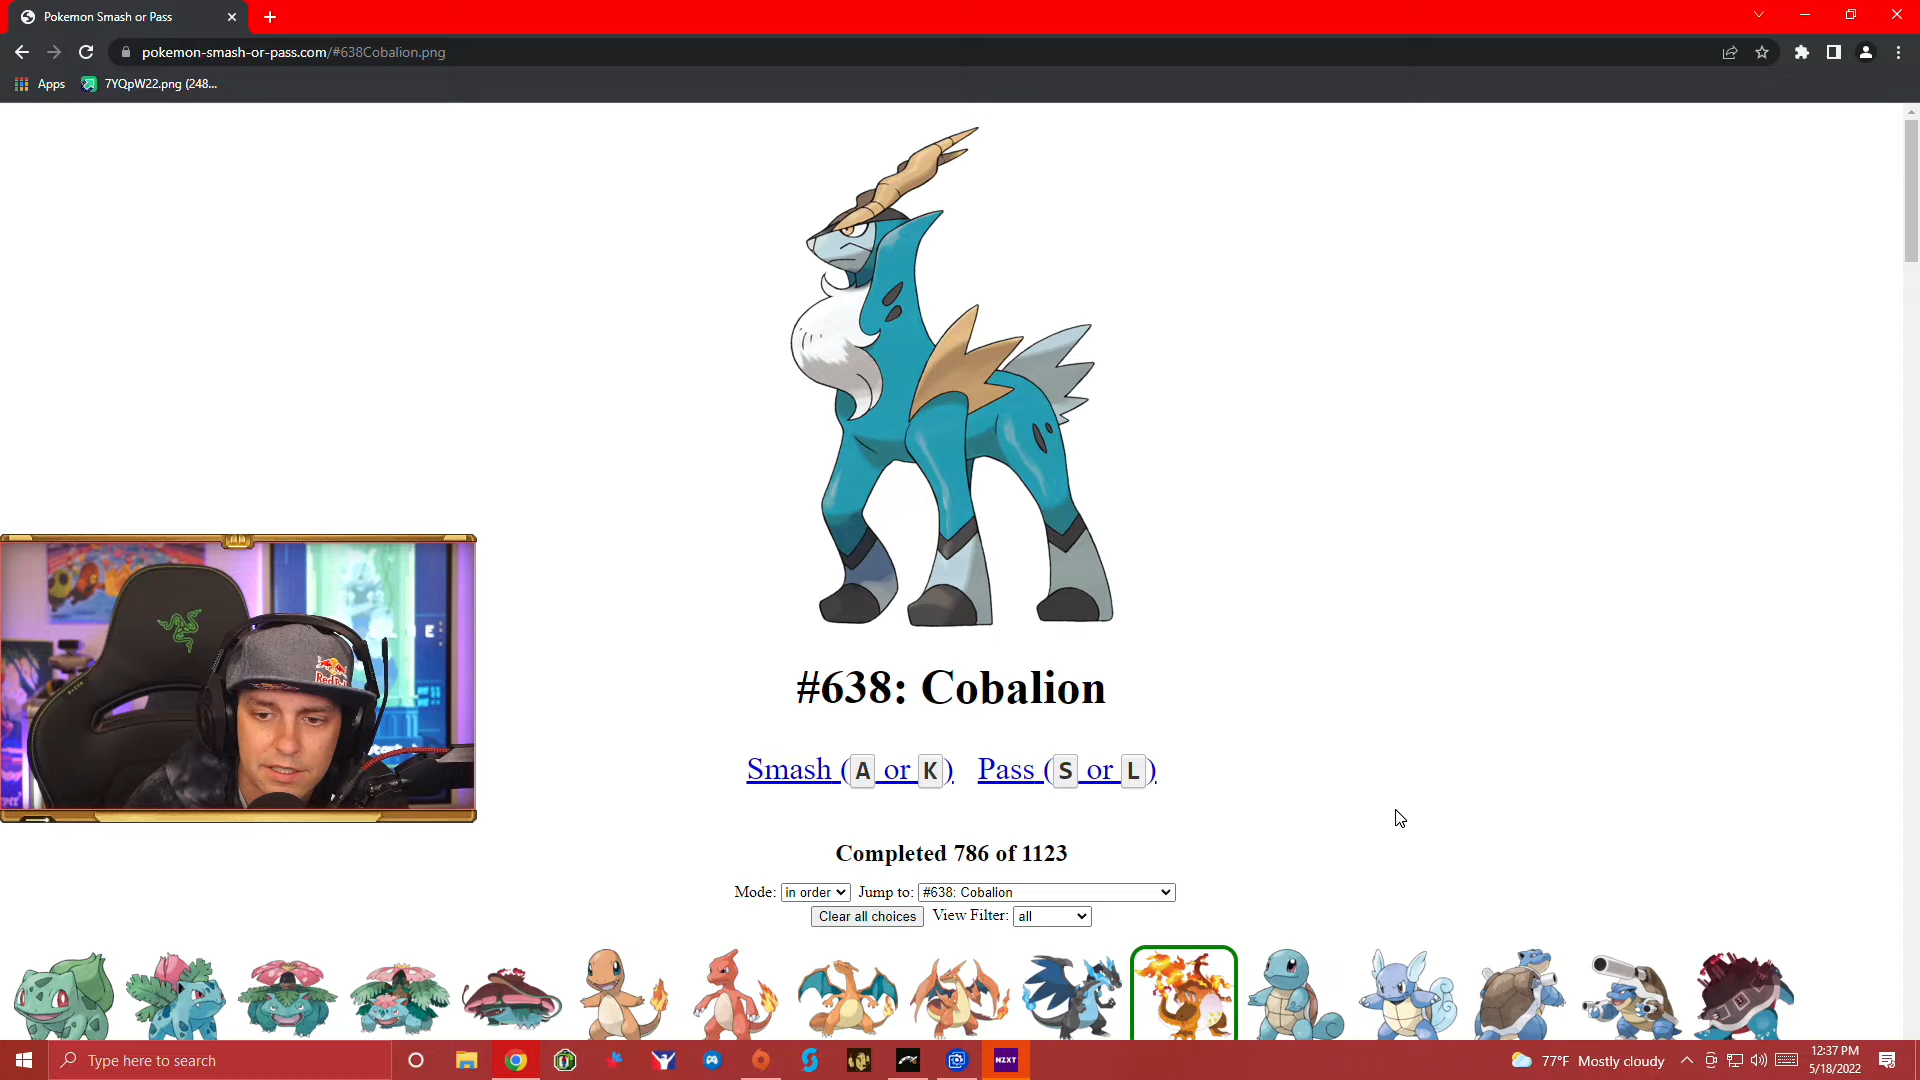 Pokemon Smash or Pass
pokemon-smash-or-pass.com/#638Cobalion.png
Apps
7YQpW22.png (248...
#638: Cobalion
Smash (A or K)
Pass (S or L)
Completed 786 of 1123
Mode: in order
Jump to: #638: Cobalion
Clear all choices
View Filter: all
Type here to search
NZXT
77°F Mostly cloudy
12:37 PM
5/18/2022